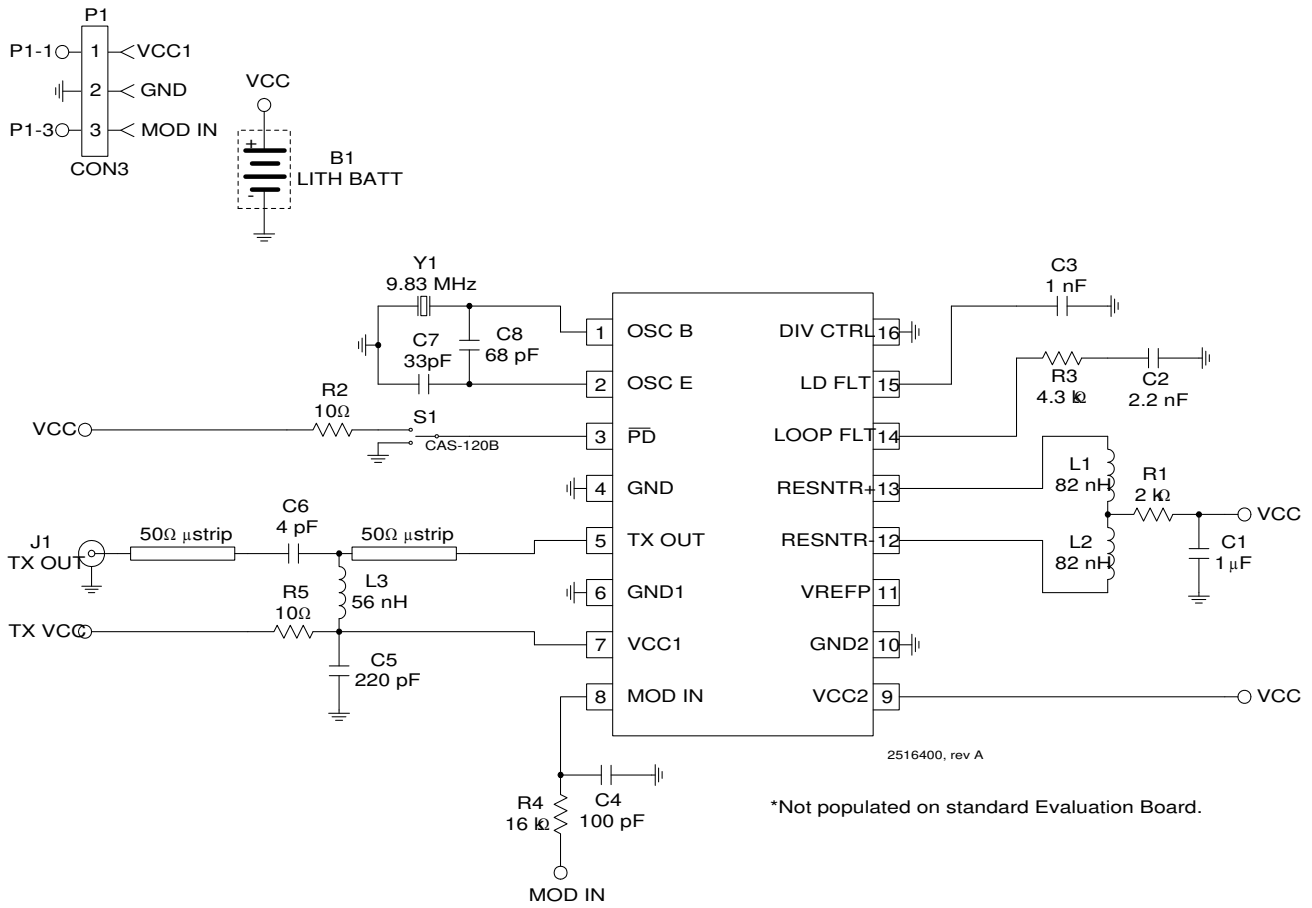 P1
P1-1 1 VCC1
2 GND
P1-3 3 MOD IN
CON3
VCC
+
B1
LITH BATT
-
Y1
9.83 MHz
C7
33pF
C8
68 pF
R2
10Ω
VCC
S1
CAS-120B
C6
4 pF
J1
TX OUT
50Ω μstrip
50Ω μstrip
L3
56 nH
R5
10Ω
TX VCC
C5
220 pF
1 OSC B
2 OSC E
3 PD
4 GND
5 TX OUT
6 GND1
7 VCC1
8 MOD IN
DIV CTRL 16
LD FLT 15
LOOP FLT 14
RESNTR+ 13
RESNTR- 12
VREFP 11
GND2 10
VCC2 9
C3
1 nF
R3
4.3 kΩ
C2
2.2 nF
L1
82 nH
R1
2 kΩ
VCC
L2
82 nH
C1
1 μF
VCC
2516400, rev A
R4
16 kΩ
C4
100 pF
MOD IN
*Not populated on standard Evaluation Board.